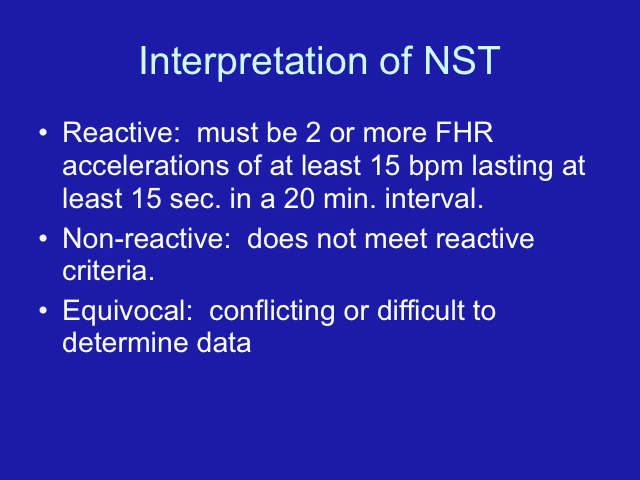 Interpretation of NST
• Reactive:  must be 2 or more FHR
accelerations of at least 15 bpm lasting at
least 15 sec. in a 20 min. interval.
• Non-reactive:  does not meet reactive
criteria.
• Equivocal:  conflicting or difficult to
determine data